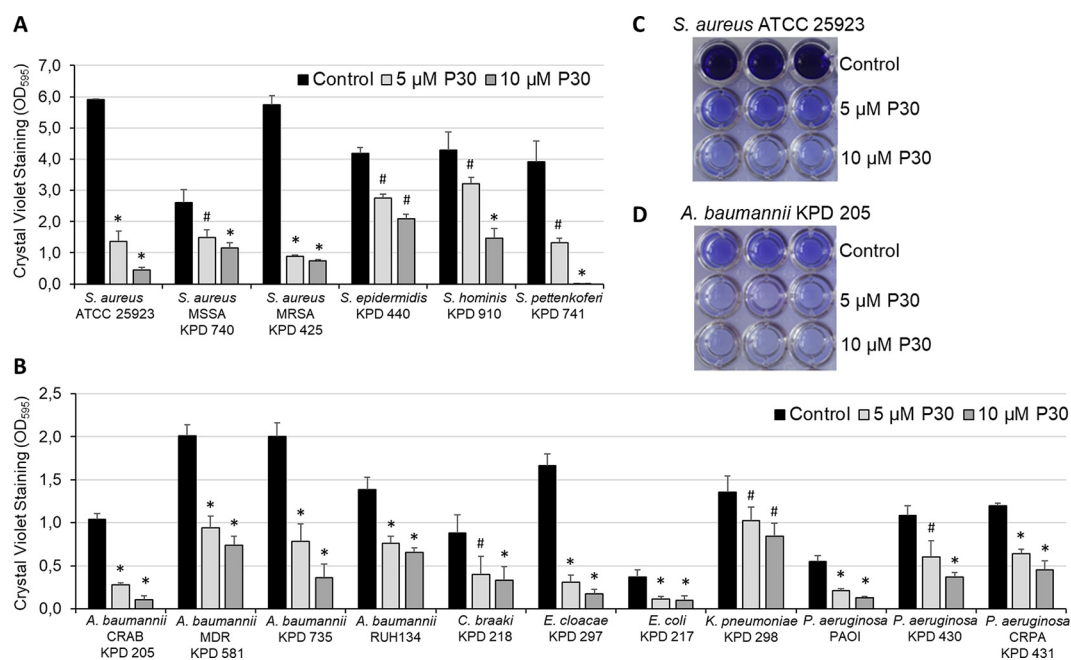 A
Crystal Violet Staining (OD595)
7,0
6,0
5,0
4,0
3,0
2,0
1,0
0,0
Control 5 µM P30 10 µM P30
* * # * * * # # # * # *
S. aureus ATCC 25923
S. aureus MSSA KPD 740
S. aureus MRSA KPD 425
S. epidermidis KPD 440
S. hominis KPD 910
S. pettenkoferi KPD 741
C S. aureus ATCC 25923
Control
5 µM P30
10 µM P30
D A. baumannii KPD 205
Control
5 µM P30
10 µM P30
B
Crystal Violet Staining (OD595)
2,5
2,0
1,5
1,0
0,5
0,0
Control 5 µM P30 10 µM P30
* * * * * * * * # * * * * * # # * * # * * *
A. baumannii CRAB KPD 205
A. baumannii MDR KPD 581
A. baumannii KPD 735
A. baumannii RUH134
C. braaki KPD 218
E. cloacae KPD 297
E. coli KPD 217
K. pneumoniae KPD 298
P. aeruginosa PAOI
P. aeruginosa KPD 430
P. aeruginosa CRPA KPD 431